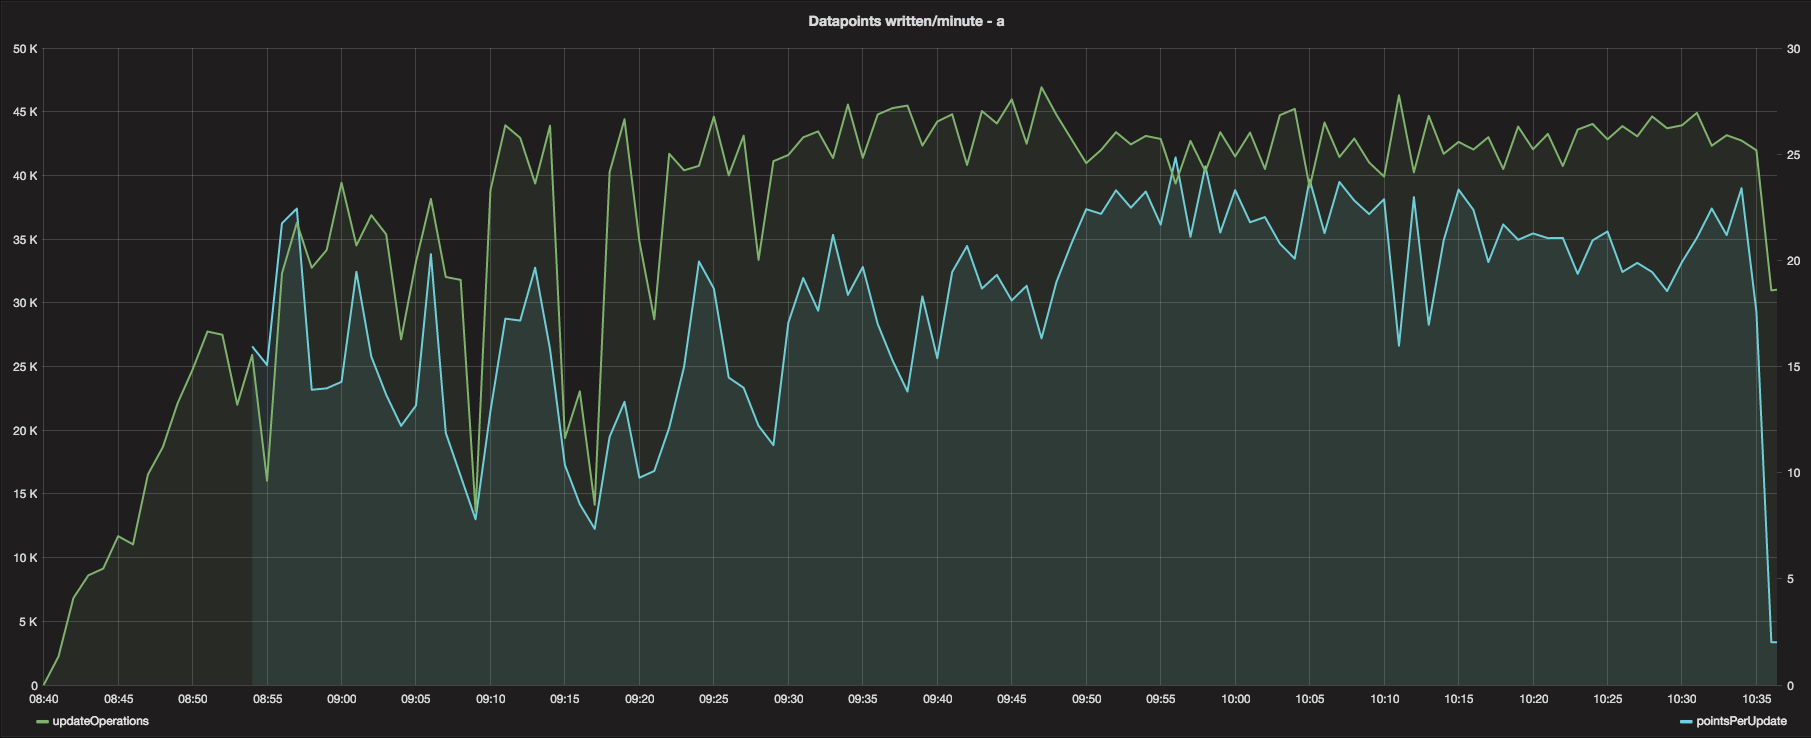 Datapoints written/minute - a
50 K
45 K
40 K
35 K
30 K
25 K
20 K
15 K
10 K
5 K
0
30
25
20
15
10
5
0
08:40 08:45 08:50 08:55 09:00 09:05 09:10 09:15 09:20 09:25 09:30 09:35 09:40 09:45 09:50 09:55 10:00 10:05 10:10 10:15 10:20 10:25 10:30 10:35
updateOperations pointsPerUpdate